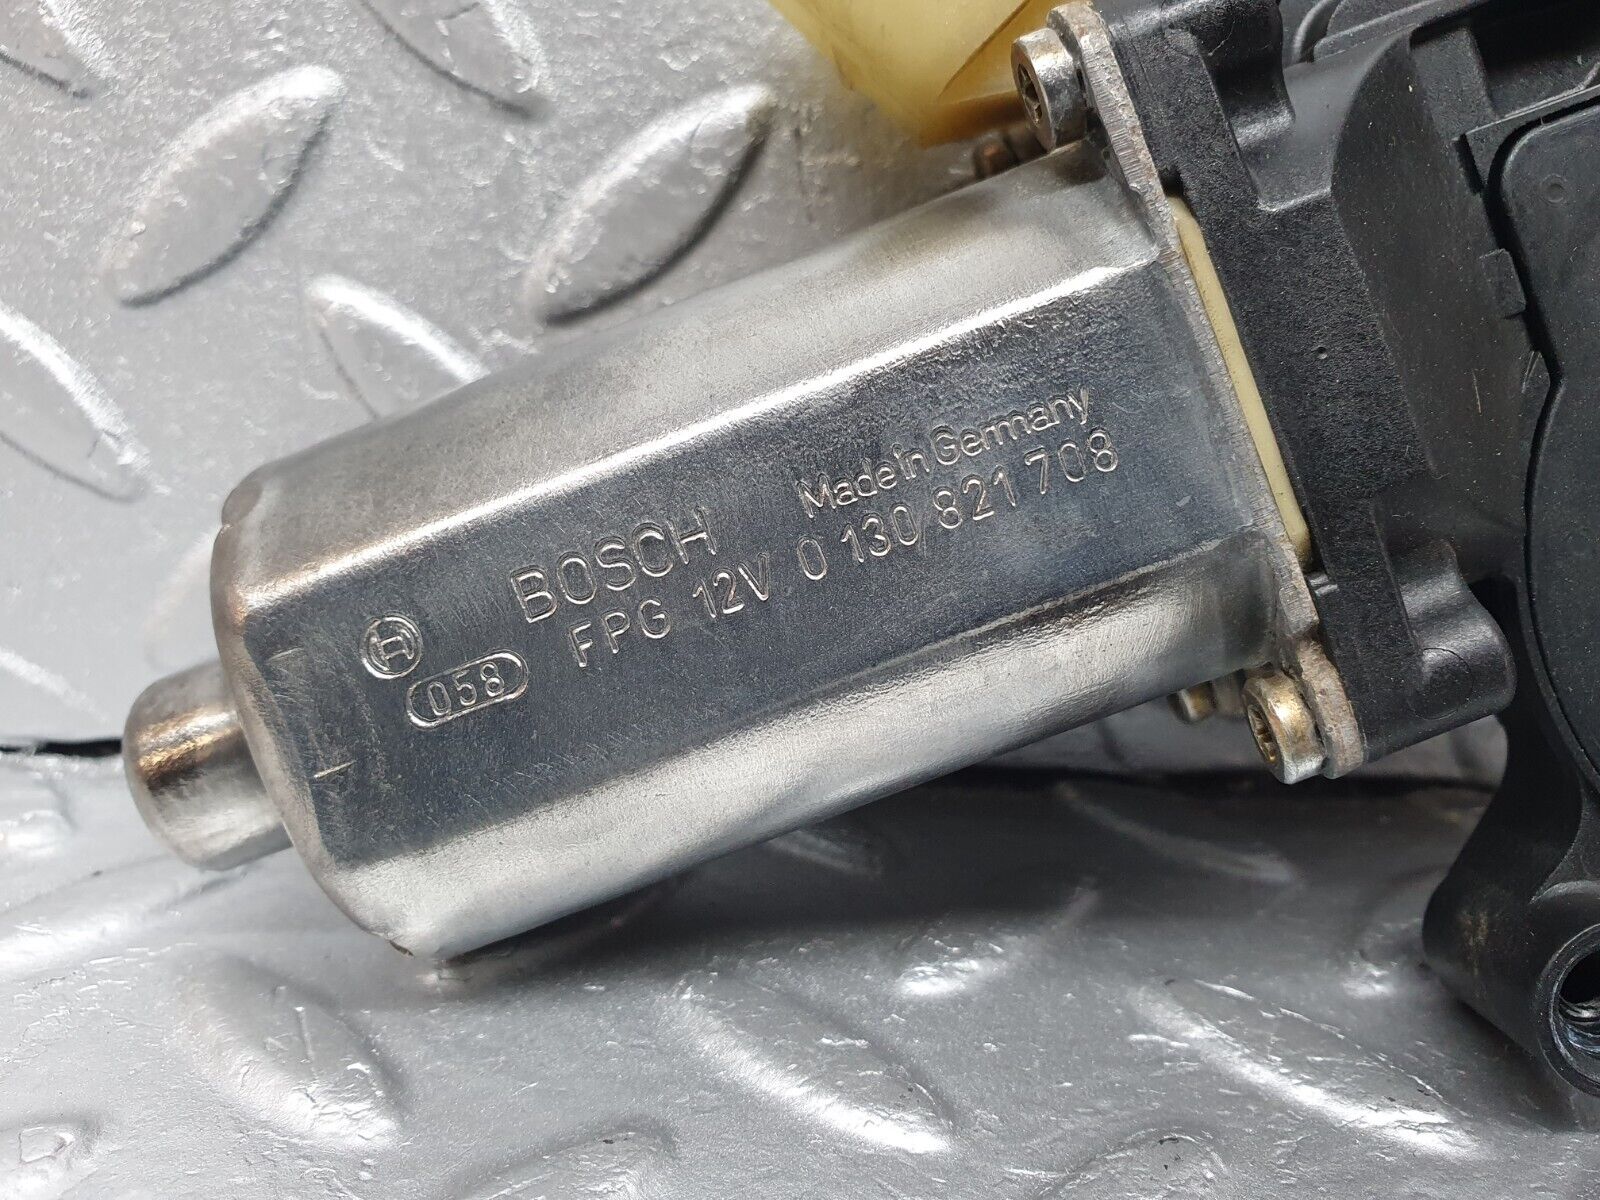 Made in Germany
BOSCH
FPG 12V 0 130 821 708
058